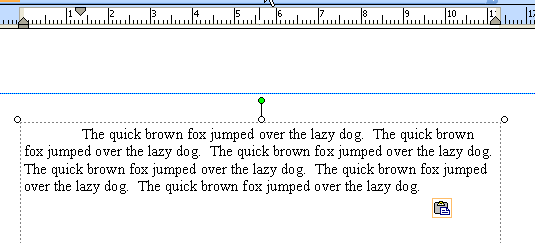 1 2 3 4 5 6 7 8 9 10 11 12
The quick brown fox jumped over the lazy dog.  The quick brown
fox jumped over the lazy dog.  The quick brown fox jumped over the lazy dog.
The quick brown fox jumped over the lazy dog.  The quick brown fox jumped
over the lazy dog.  The quick brown fox jumped over the lazy dog.